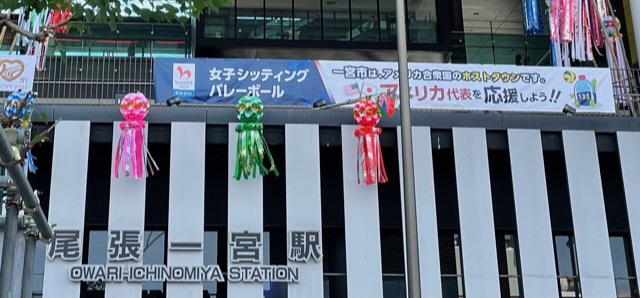 女子シッティング
バレーボール
一宮市は、アメリカ合衆国のホストタウンです。
アメリカ代表を応援しよう!!
尾張一宮駅
OWARI-ICHINOMIYA STATION